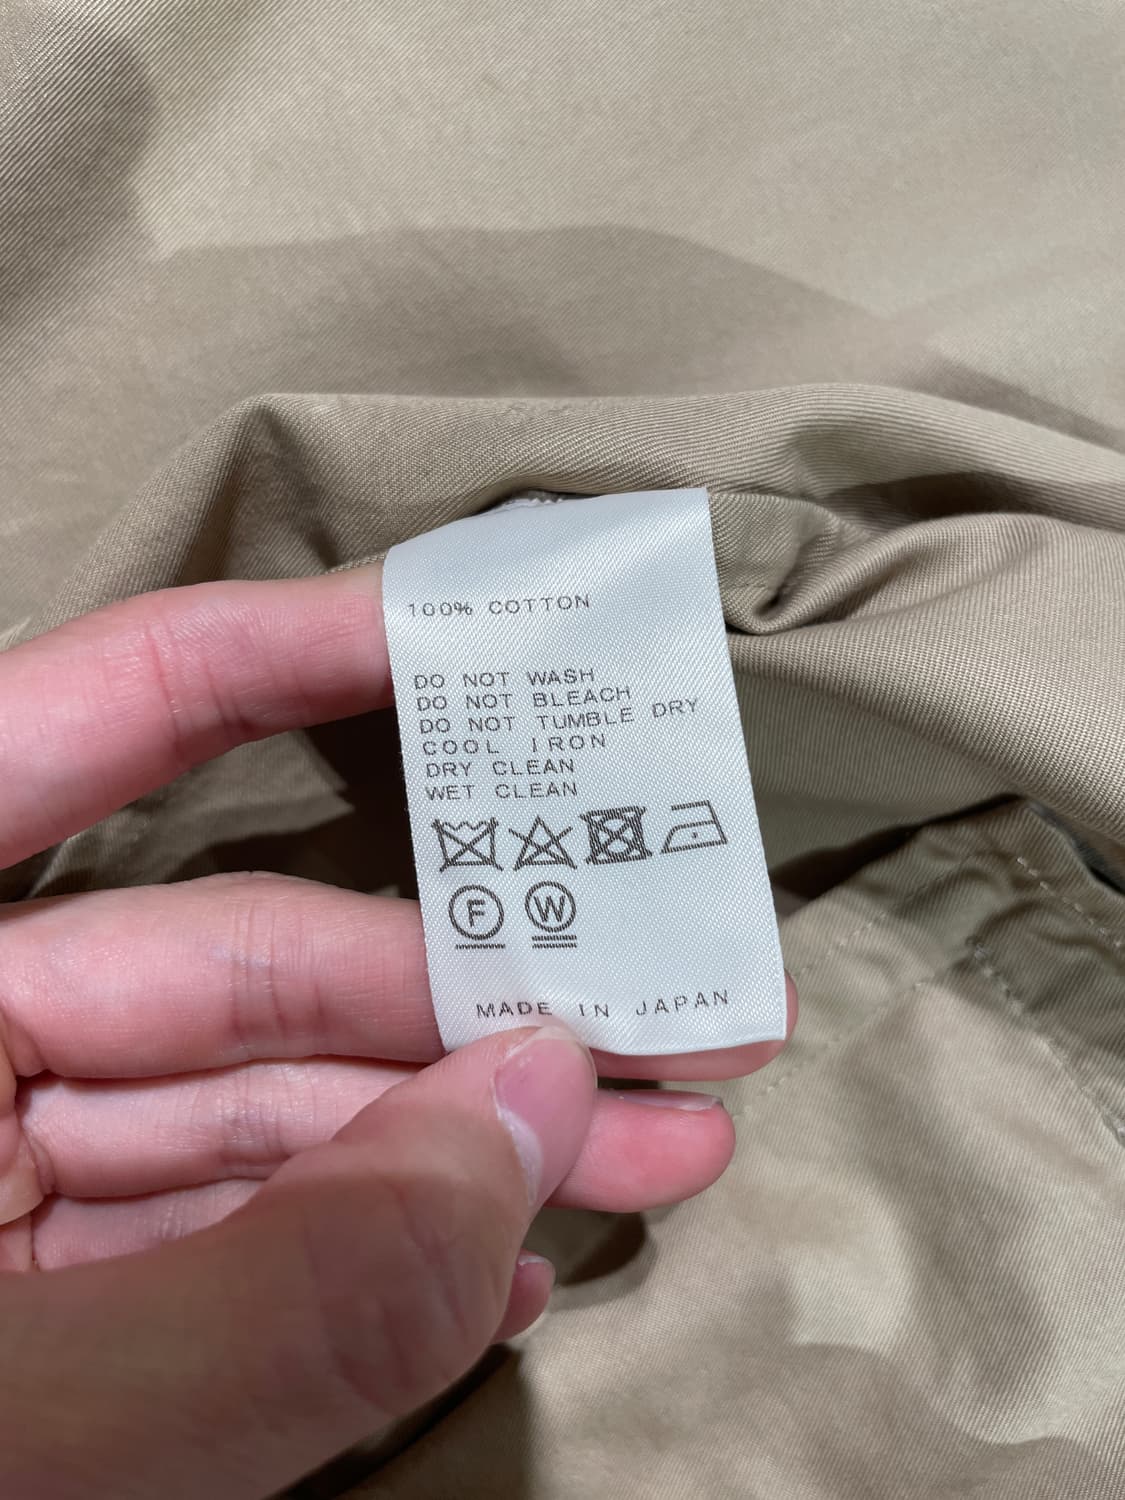 100% COTTON
DO NOT WASH
DO NOT BLEACH
DO NOT TUMBLE DRY
COOL IRON
DRY CLEAN
WET CLEAN
F W
MADE IN JAPAN